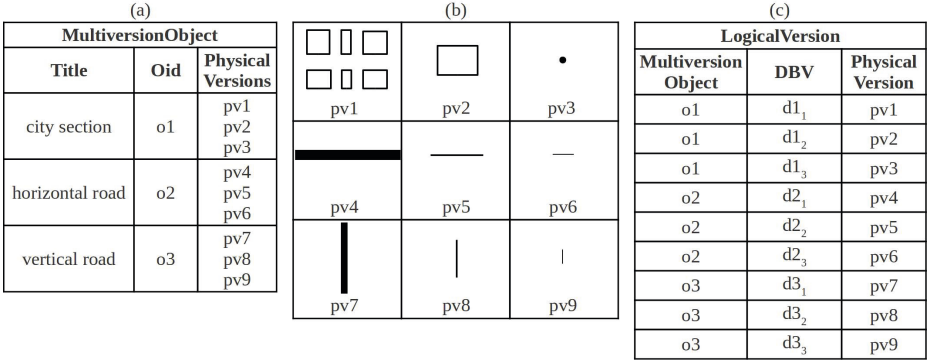 (a)
MultiversionObject
Title Oid Physical Versions
city section o1 pv1
pv2
pv3
horizontal road o2 pv4
pv5
pv6
vertical road o3 pv7
pv8
pv9
(b)
pv1 pv2 pv3
pv4 pv5 pv6
pv7 pv8 pv9
(c)
LogicalVersion
Multiversion Object DBV Physical Version
o1 d1₁ pv1
o1 d1₂ pv2
o1 d1₃ pv3
o2 d2₁ pv4
o2 d2₂ pv5
o2 d2₃ pv6
o3 d3₁ pv7
o3 d3₂ pv8
o3 d3₃ pv9